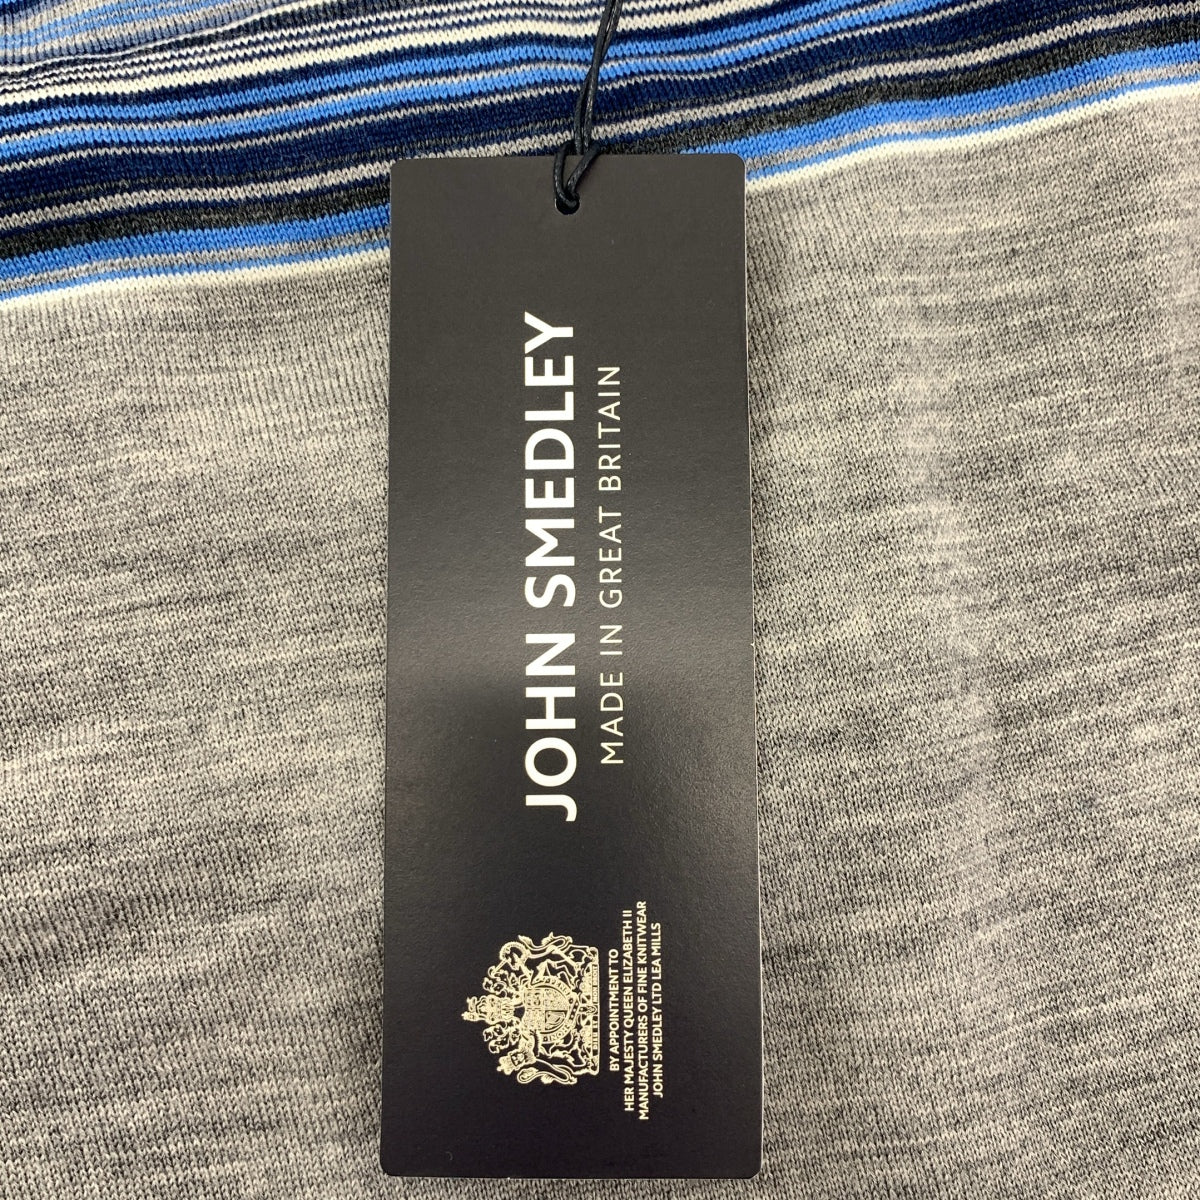 JOHN SMEDLEY
MADE IN GREAT BRITAIN
BY APPOINTMENT TO
HER MAJESTY QUEEN ELIZABETH II
MANUFACTURERS OF FINE KNITWEAR
JOHN SMEDLEY LTD LEA MILLS